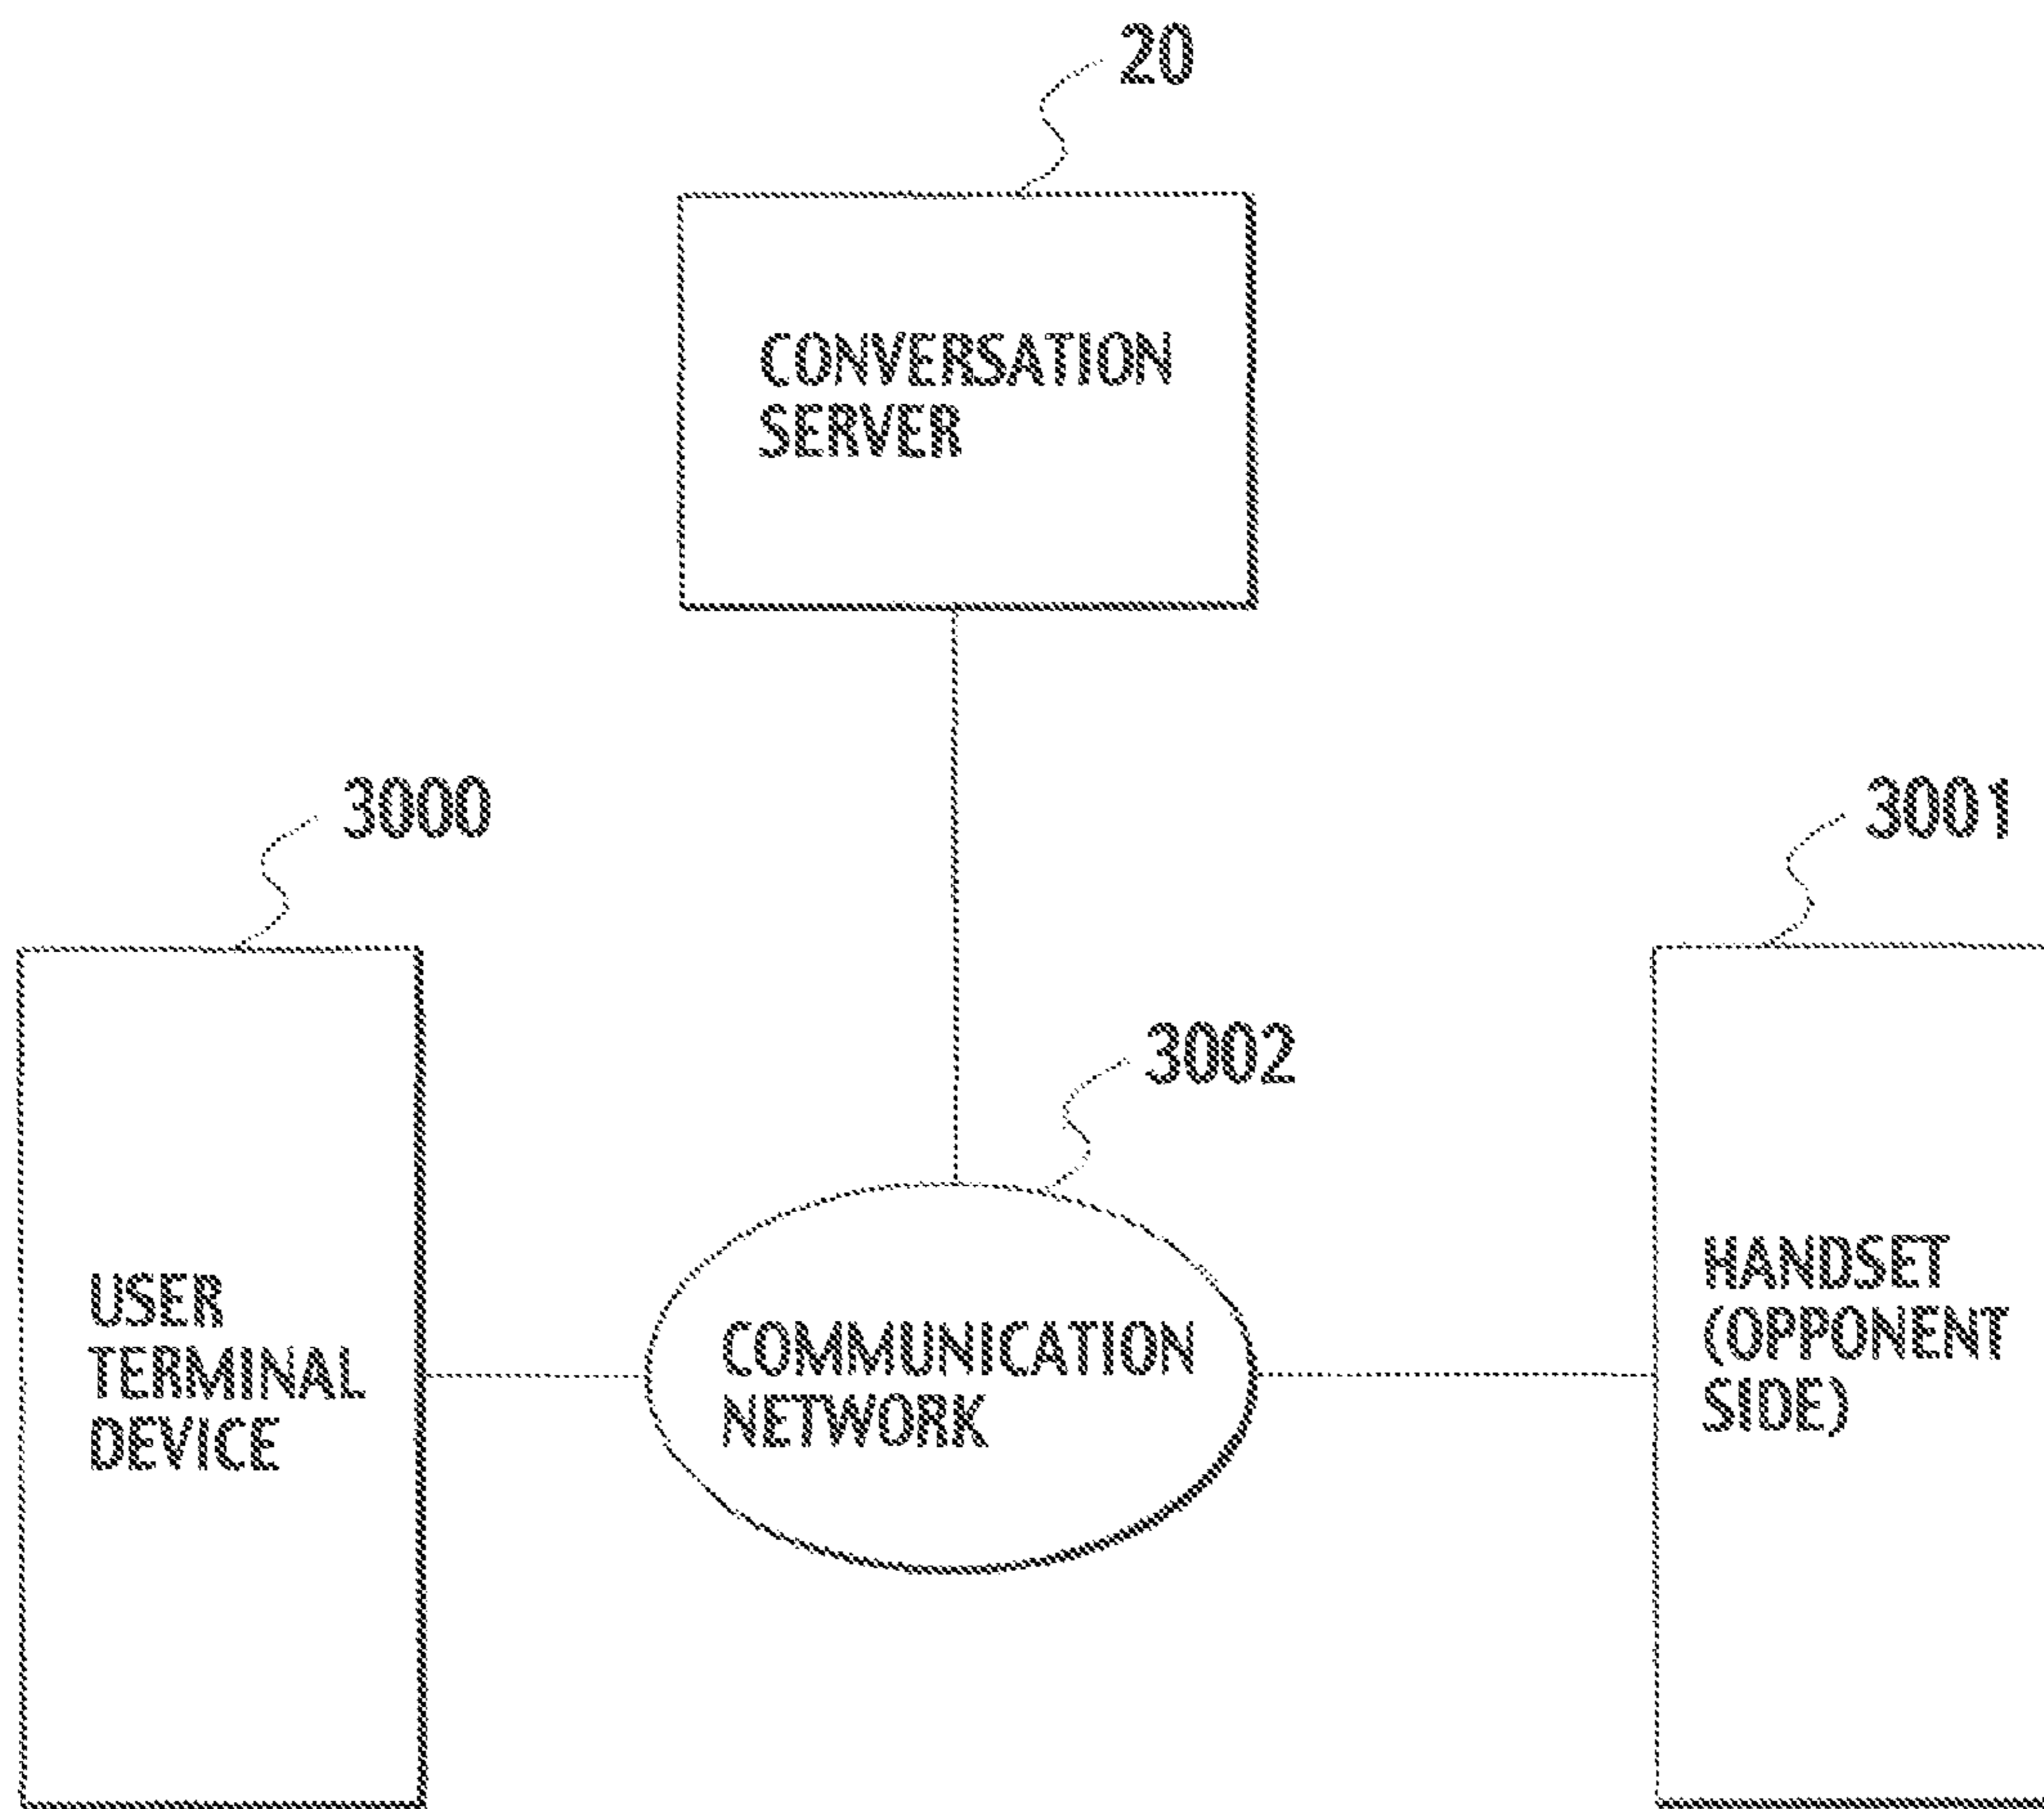 20
CONVERSATION
SERVER
3000
3001
3002
USER
TERMINAL
DEVICE
COMMUNICATION
NETWORK
HANDSET
(OPPONENT
SIDE)